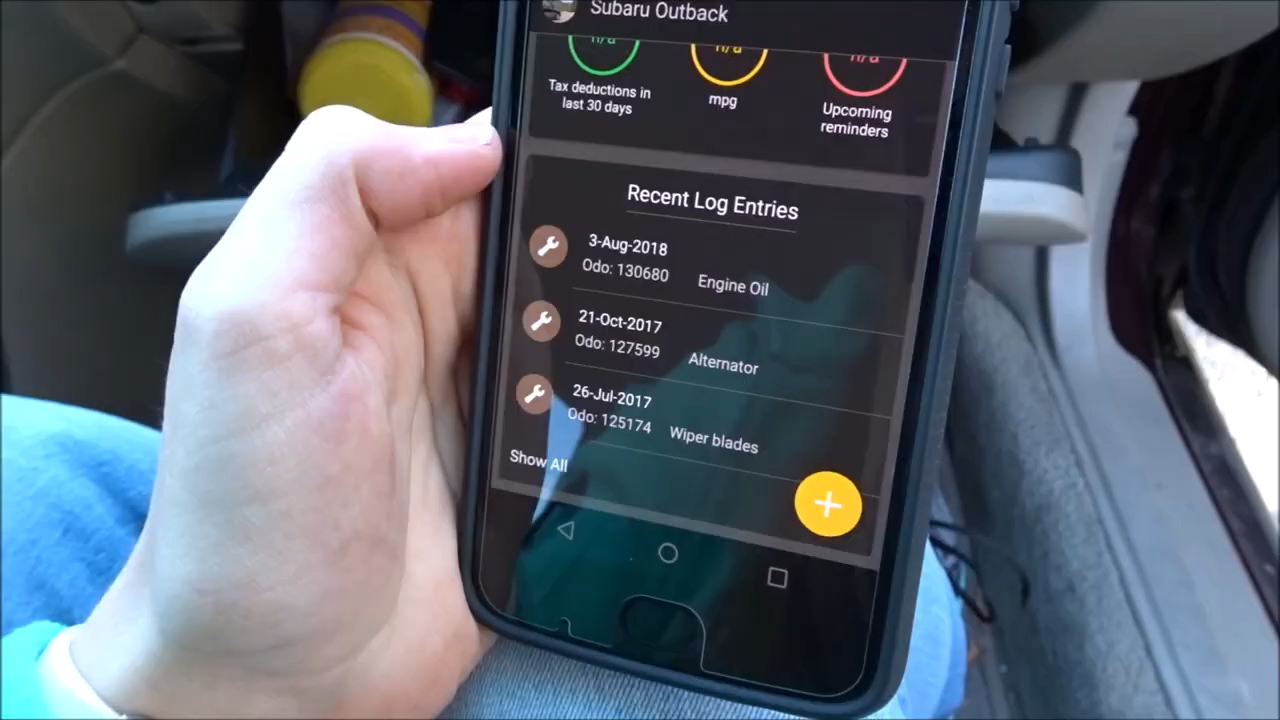 Subaru Outback
n/a
n/a
n/a
Tax deductions in
last 30 days
mpg
Upcoming
reminders
Recent Log Entries
3-Aug-2018
Odo: 130680
Engine Oil
21-Oct-2017
Odo: 127599
Alternator
26-Jul-2017
Odo: 125174
Wiper blades
Show All